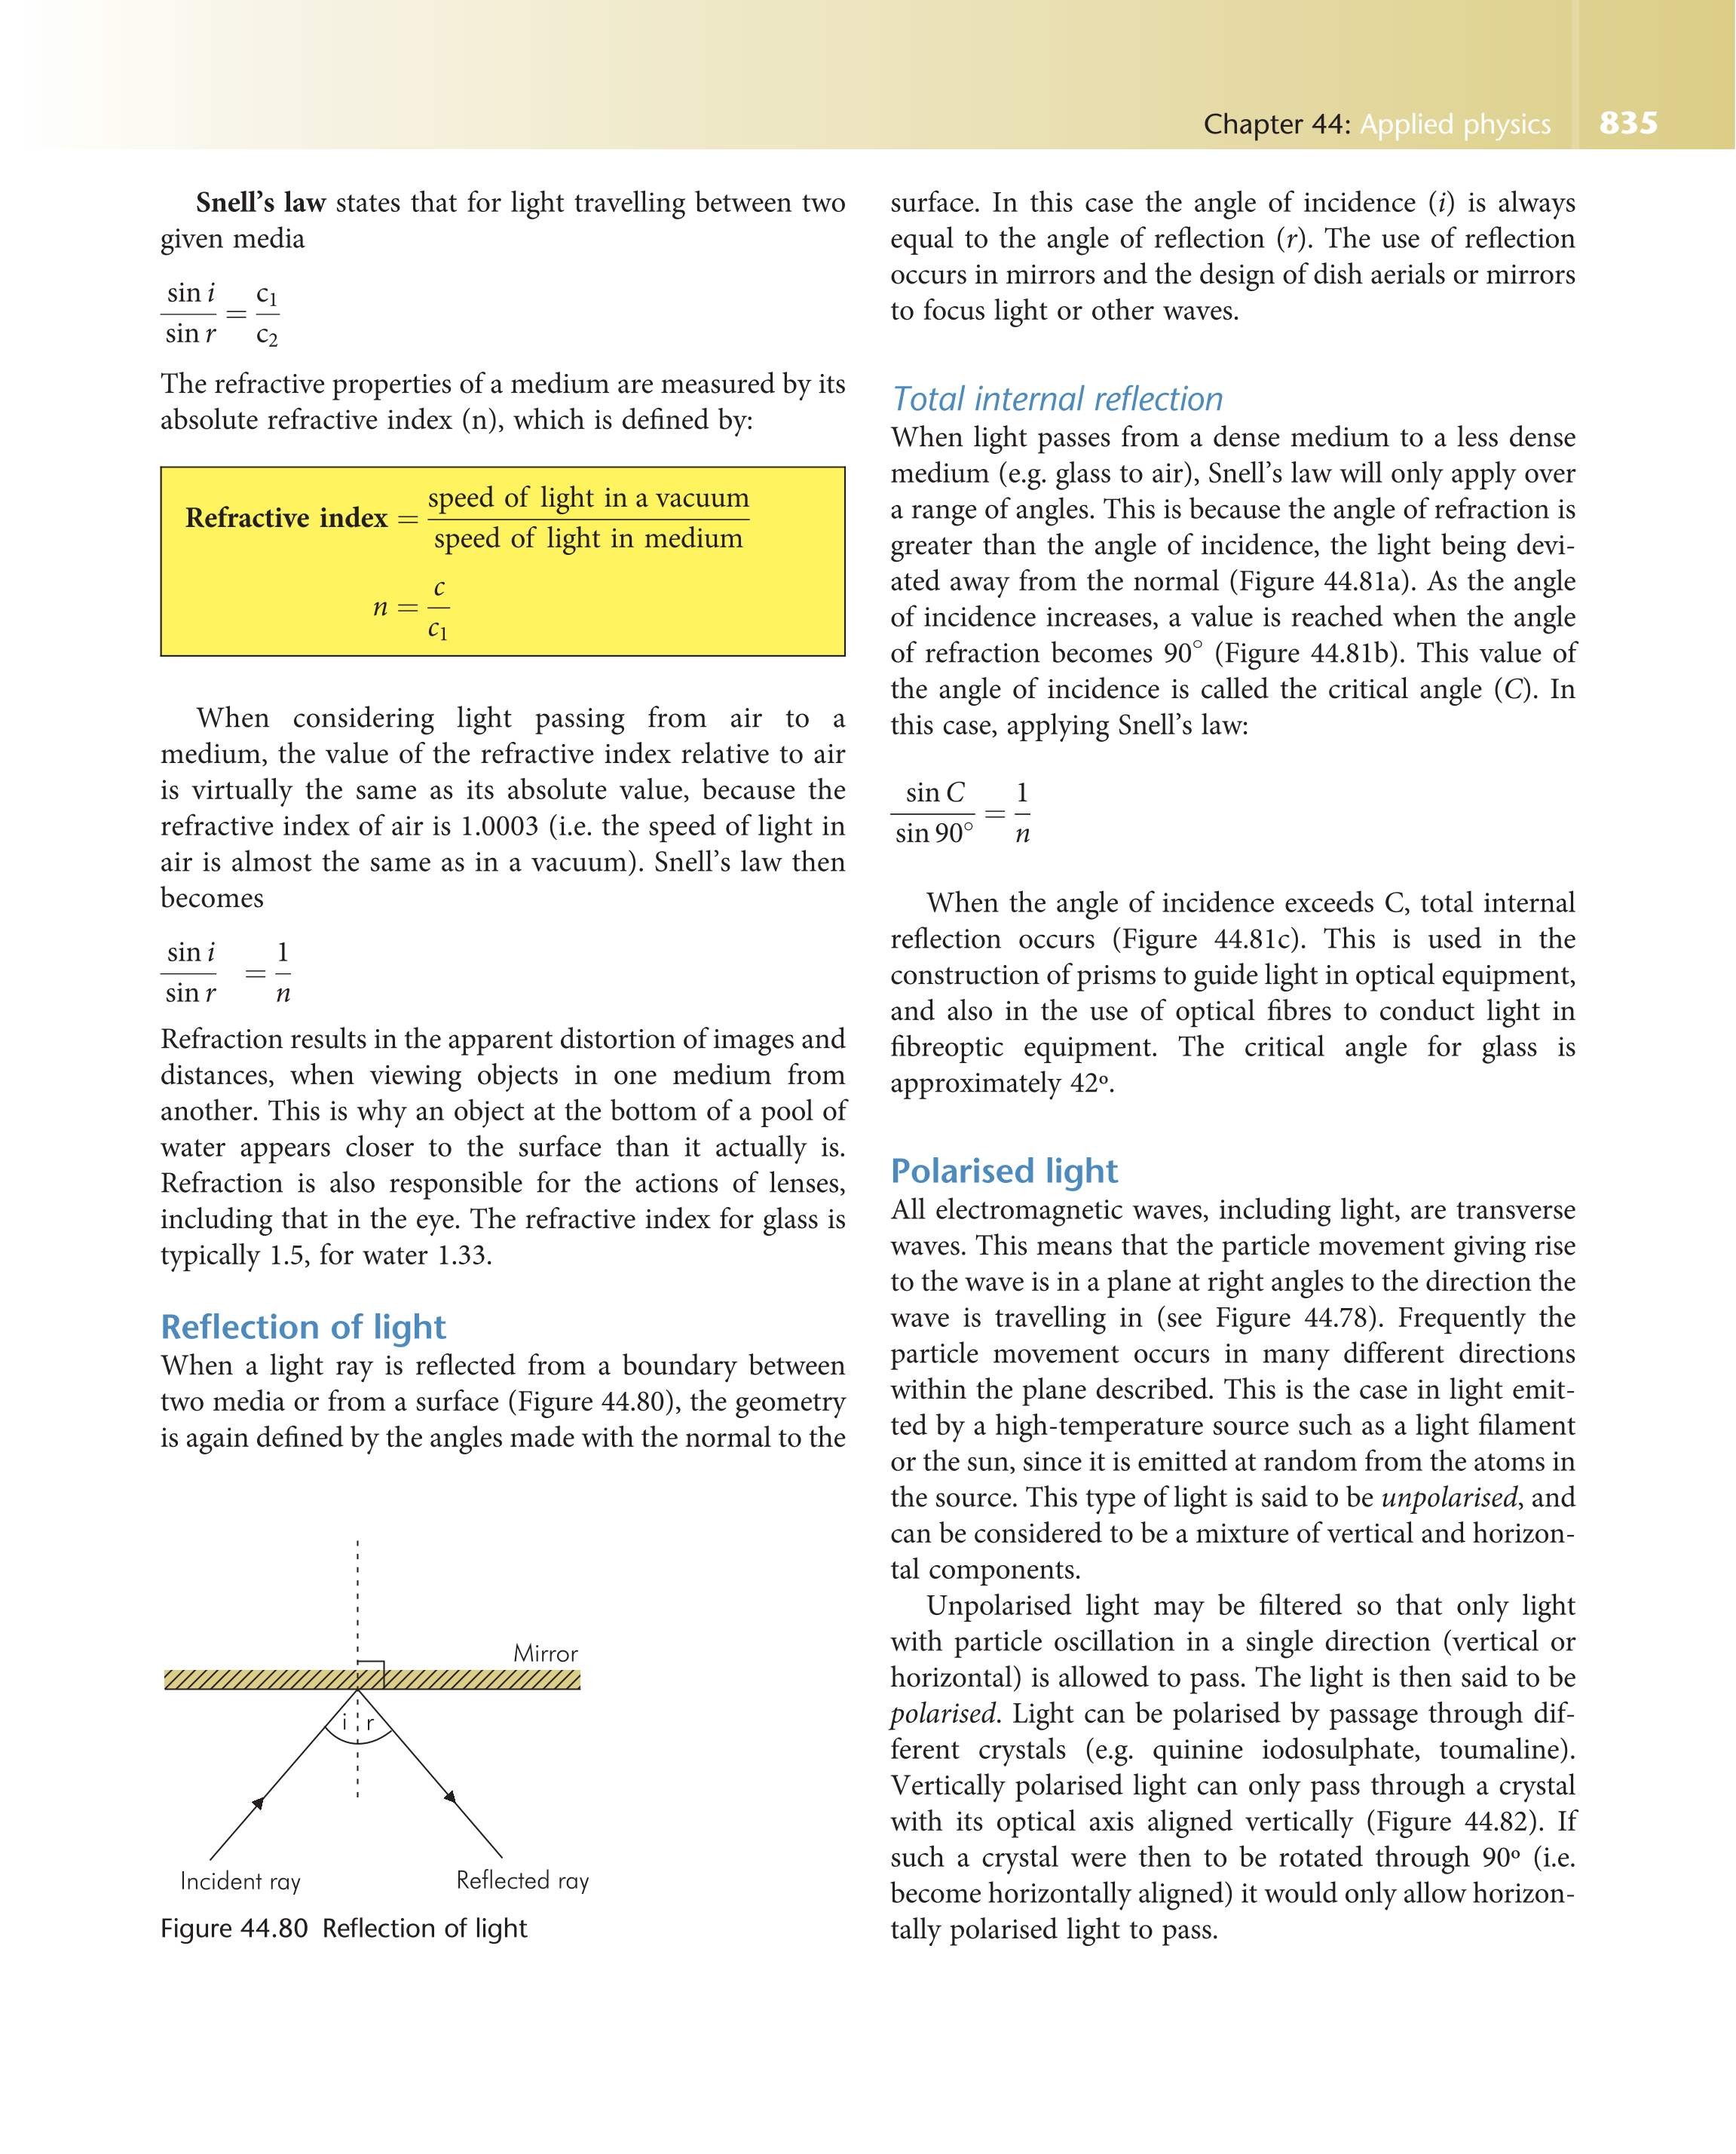 Chapter 44: Applied physics 835
Snell’s law states that for light travelling between two
given media
sin i / sin r = c₁ / c₂
The refractive properties of a medium are measured by its
absolute refractive index (n), which is defined by:
Refractive index = speed of light in a vacuum / speed of light in medium
n = c / c₁
When considering light passing from air to a
medium, the value of the refractive index relative to air
is virtually the same as its absolute value, because the
refractive index of air is 1.0003 (i.e. the speed of light in
air is almost the same as in a vacuum). Snell’s law then
becomes
sin i / sin r = 1 / n
Refraction results in the apparent distortion of images and
distances, when viewing objects in one medium from
another. This is why an object at the bottom of a pool of
water appears closer to the surface than it actually is.
Refraction is also responsible for the actions of lenses,
including that in the eye. The refractive index for glass is
typically 1.5, for water 1.33.
Reflection of light
When a light ray is reflected from a boundary between
two media or from a surface (Figure 44.80), the geometry
is again defined by the angles made with the normal to the
Mirror
i r
Incident ray
Reflected ray
Figure 44.80 Reflection of light
surface. In this case the angle of incidence (i) is always
equal to the angle of reflection (r). The use of reflection
occurs in mirrors and the design of dish aerials or mirrors
to focus light or other waves.
Total internal reflection
When light passes from a dense medium to a less dense
medium (e.g. glass to air), Snell’s law will only apply over
a range of angles. This is because the angle of refraction is
greater than the angle of incidence, the light being devi-
ated away from the normal (Figure 44.81a). As the angle
of incidence increases, a value is reached when the angle
of refraction becomes 90° (Figure 44.81b). This value of
the angle of incidence is called the critical angle (C). In
this case, applying Snell’s law:
sin C / sin 90° = 1 / n
When the angle of incidence exceeds C, total internal
reflection occurs (Figure 44.81c). This is used in the
construction of prisms to guide light in optical equipment,
and also in the use of optical fibres to conduct light in
fibreoptic equipment. The critical angle for glass is
approximately 42º.
Polarised light
All electromagnetic waves, including light, are transverse
waves. This means that the particle movement giving rise
to the wave is in a plane at right angles to the direction the
wave is travelling in (see Figure 44.78). Frequently the
particle movement occurs in many different directions
within the plane described. This is the case in light emit-
ted by a high-temperature source such as a light filament
or the sun, since it is emitted at random from the atoms in
the source. This type of light is said to be unpolarised, and
can be considered to be a mixture of vertical and horizon-
tal components.
Unpolarised light may be filtered so that only light
with particle oscillation in a single direction (vertical or
horizontal) is allowed to pass. The light is then said to be
polarised. Light can be polarised by passage through dif-
ferent crystals (e.g. quinine iodosulphate, toumaline).
Vertically polarised light can only pass through a crystal
with its optical axis aligned vertically (Figure 44.82). If
such a crystal were then to be rotated through 90º (i.e.
become horizontally aligned) it would only allow horizon-
tally polarised light to pass.